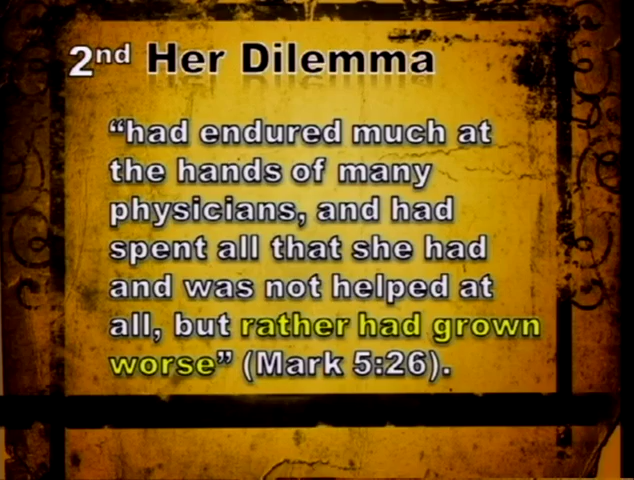 2nd Her Dilemma
“had endured much at
the hands of many
physicians, and had
spent all that she had
and was not helped at
all, but rather had grown
worse” (Mark 5:26).